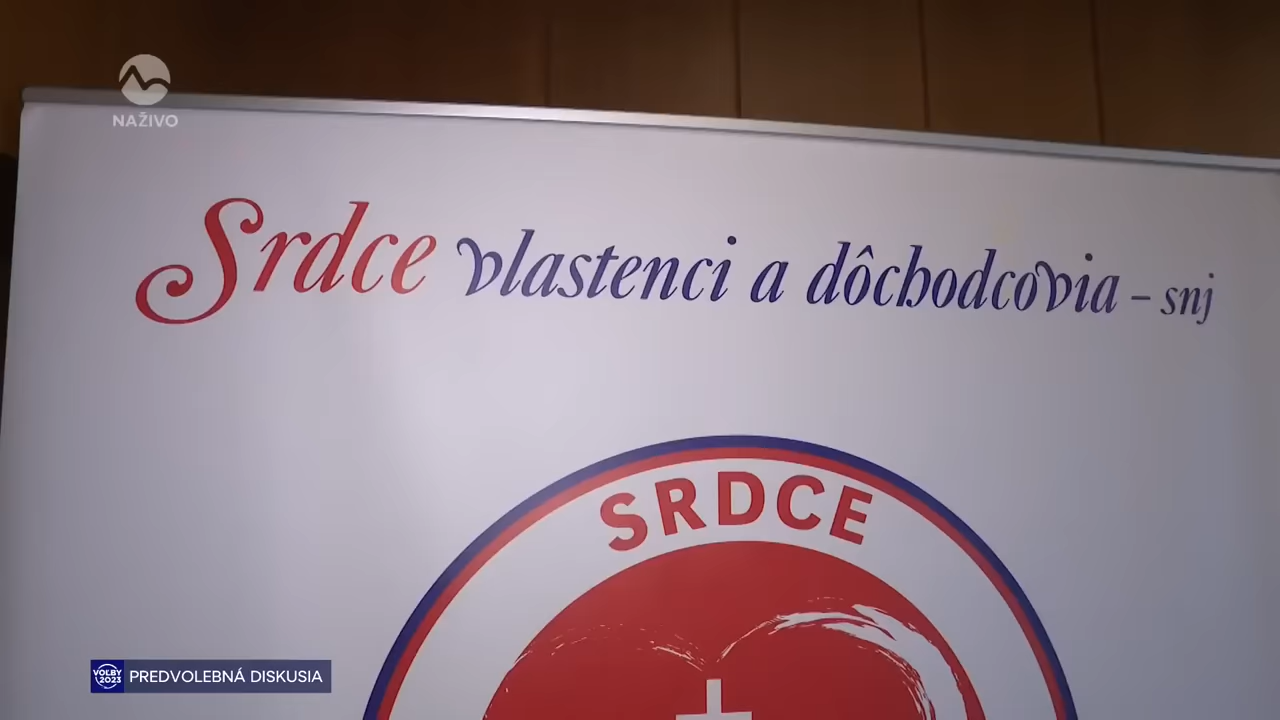 NAŽIVO
Srdce vlastenci a dôchodcovia – snj
SRDCE
VOĽBY
2023
PREDVOLEBNÁ DISKUSIA